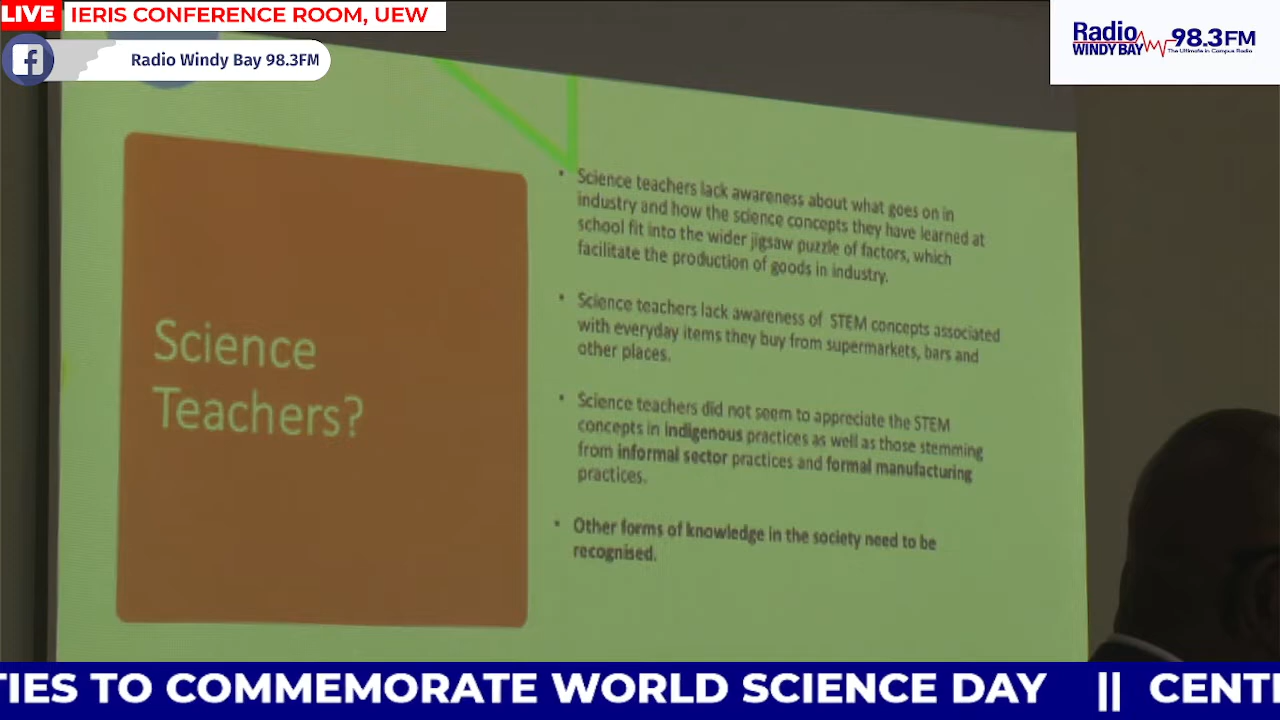 LIVE IERIS CONFERENCE ROOM, UEW
Radio Windy Bay 98.3FM
Radio
WINDY BAY 98.3FM
The Ultimate in Campus Radio
Science
Teachers?
• Science teachers lack awareness about what goes on in
industry and how the science concepts they have learned at
school fit into the wider jigsaw puzzle of factors, which
facilitate the production of goods in industry.
• Science teachers lack awareness of STEM concepts associated
with everyday items they buy from supermarkets, bars and
other places.
• Science teachers did not seem to appreciate the STEM
concepts in indigenous practices as well as those stemming
from informal sector practices and formal manufacturing
practices.
• Other forms of knowledge in the society need to be
recognised.
TIES TO COMMEMORATE WORLD SCIENCE DAY || CENT